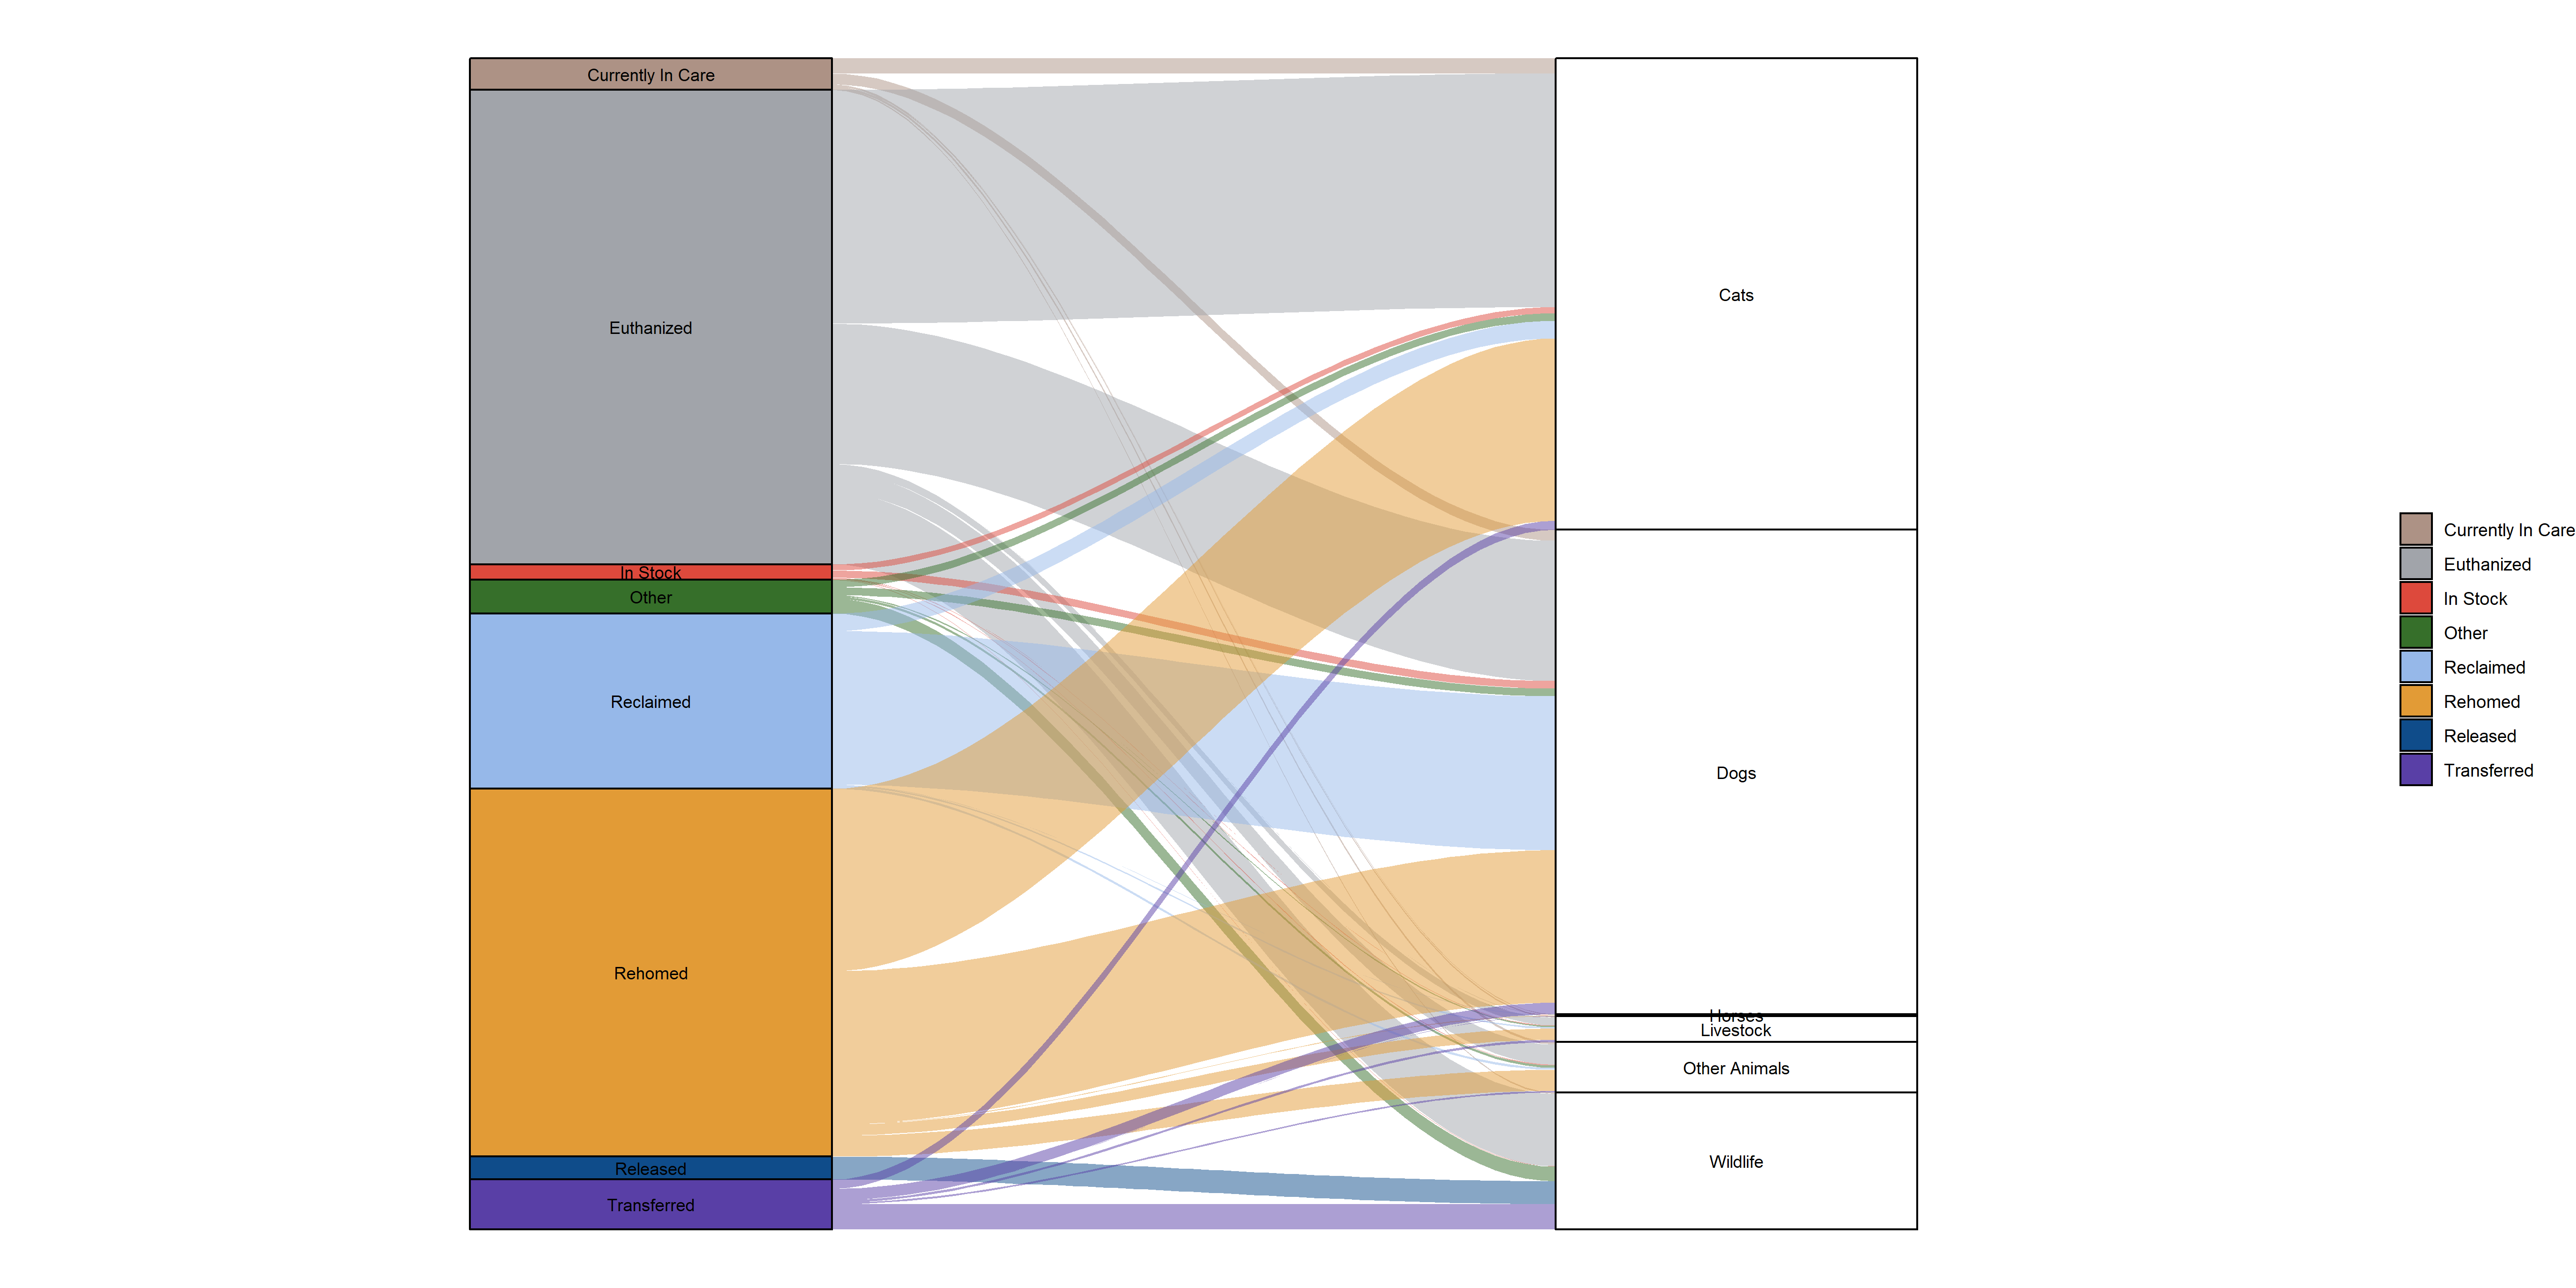 Currently In Care
Euthanized
In Stock
Other
Reclaimed
Rehomed
Released
Transferred
Cats
Dogs
Horses
Livestock
Other Animals
Wildlife
Currently In Care
Euthanized
In Stock
Other
Reclaimed
Rehomed
Released
Transferred